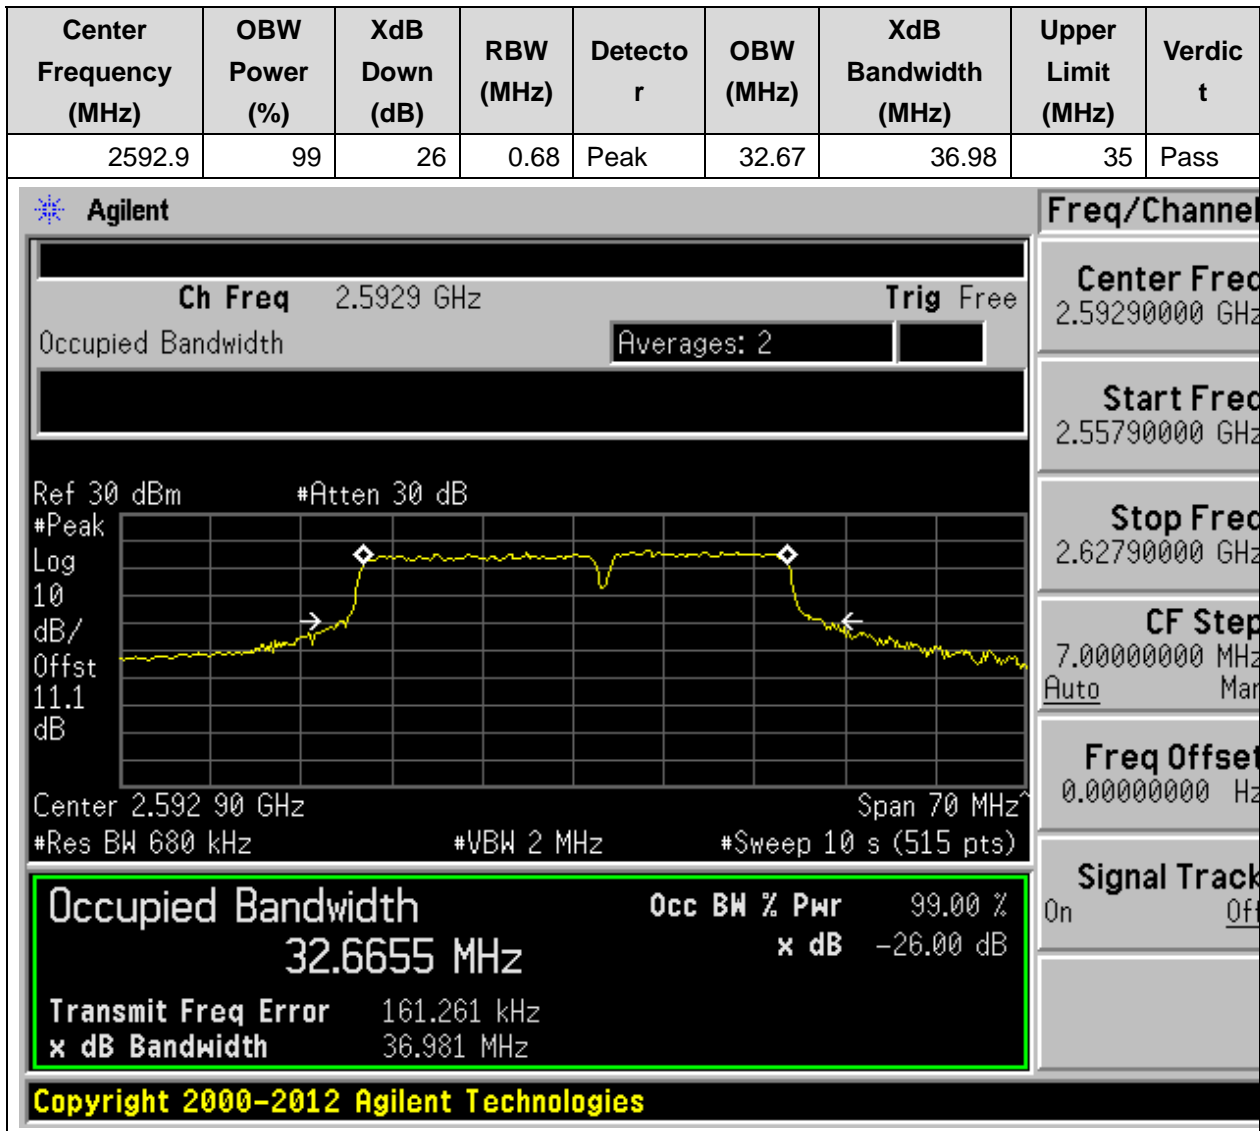 Center Frequency (MHz) OBW Power (%) XdB Down (dB) RBW (MHz) Detecto r OBW (MHz) XdB Bandwidth (MHz) Upper Limit (MHz) Verdic t
2592.9 99 26 0.68 Peak 32.67 36.98 35 Pass
Agilent
Ch Freq 2.5929 GHz Trig Free
Occupied Bandwidth Averages: 2
Ref 30 dBm #Atten 30 dB
#Peak
Log
10
dB/
Offst
11.1
dB
Center 2.592 90 GHz Span 70 MHz^
#Res BW 680 kHz #VBW 2 MHz #Sweep 10 s (515 pts)
Occupied Bandwidth
32.6655 MHz
Occ BW % Pwr 99.00 %
x dB -26.00 dB
Transmit Freq Error 161.261 kHz
x dB Bandwidth 36.981 MHz
Copyright 2000-2012 Agilent Technologies
Freq/Channel
Center Freq
2.59290000 GHz
Start Freq
2.55790000 GHz
Stop Freq
2.62790000 GHz
CF Step
7.00000000 MHz
Auto Man
Freq Offset
0.00000000 Hz
Signal Track
On Off